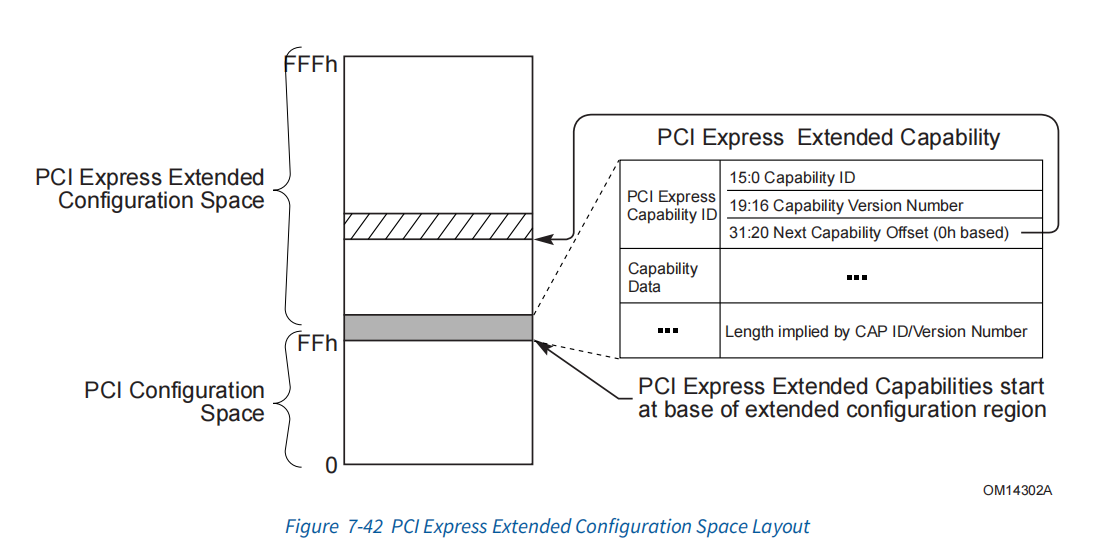 FFFh
PCI Express Extended
Configuration Space
FFh
PCI Configuration
Space
0
PCI Express Extended Capability
PCI Express
Capability ID
15:0 Capability ID
19:16 Capability Version Number
31:20 Next Capability Offset (0h based)
Capability
Data
...
...
Length implied by CAP ID/Version Number
PCI Express Extended Capabilities start
at base of extended configuration region
OM14302A
Figure 7-42 PCI Express Extended Configuration Space Layout